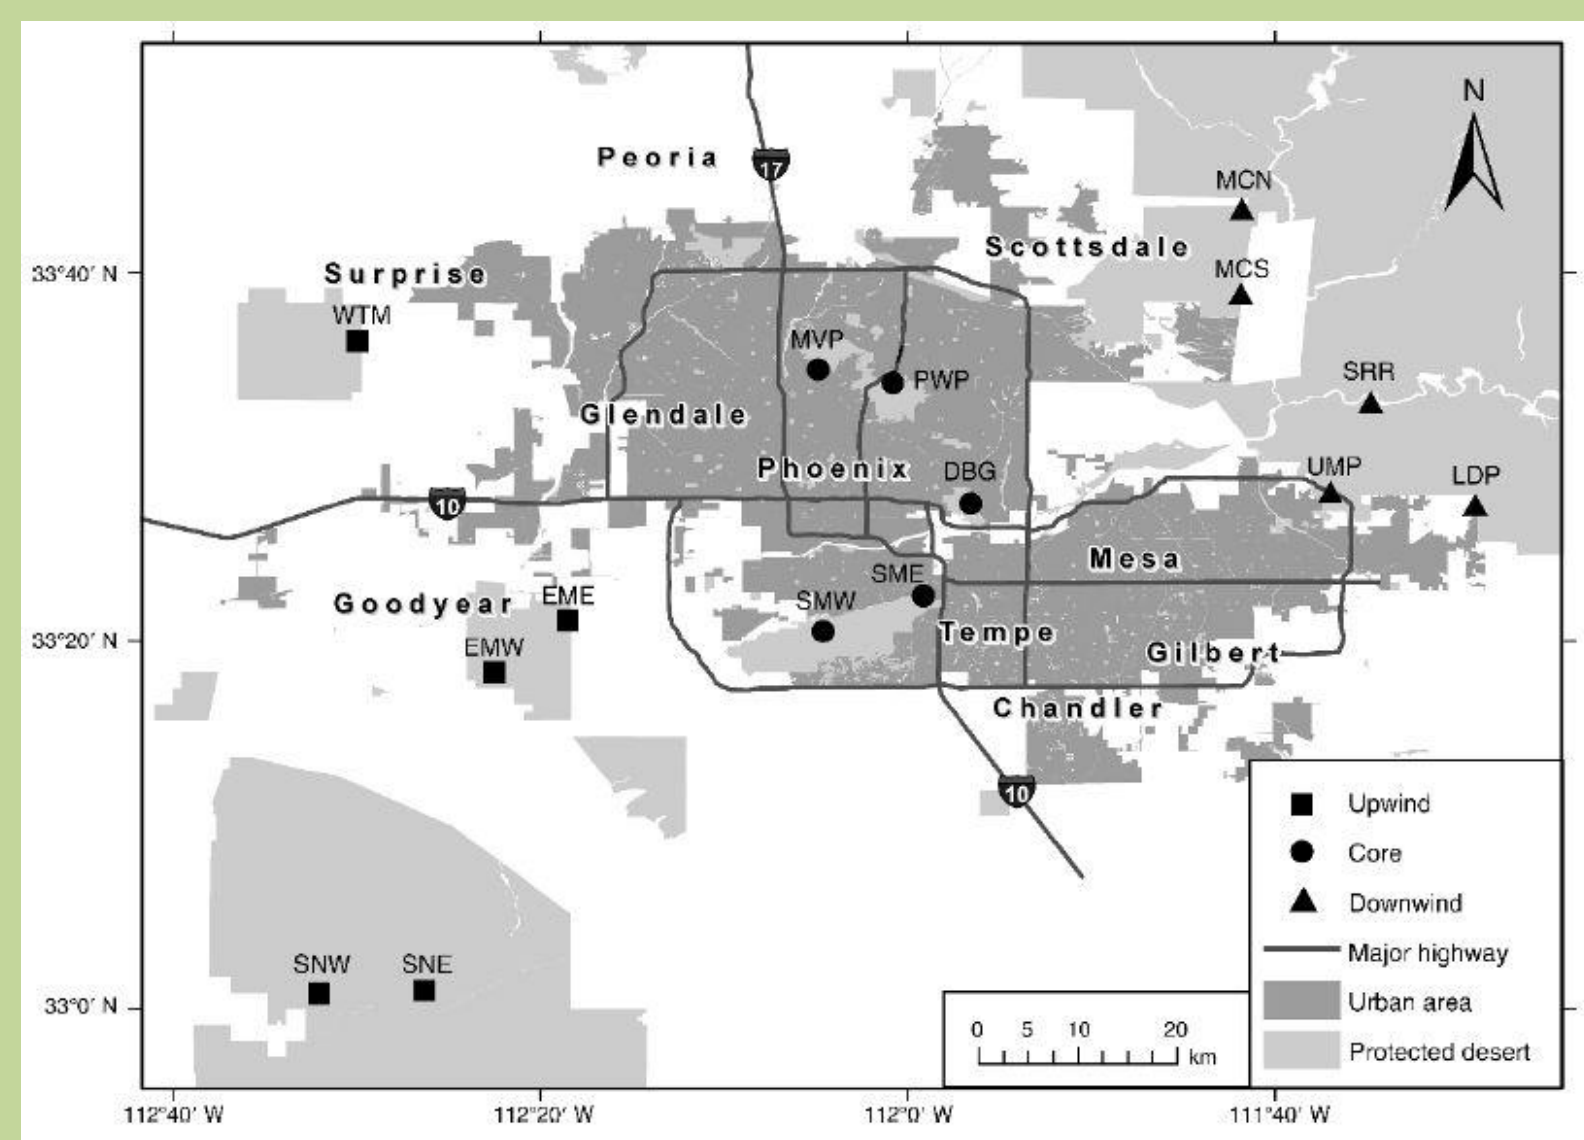 N
MCN
Peoria
17
Scottsdale
33°40′ N
Surprise
MCS
WTM
MVP
PWP
SRR
Glendale
Phoenix
DBG
UMP
LDP
10
Mesa
SME
EME
SMW
Goodyear
33°20′ N
Tempe
EMW
Gilbert
Chandler
10
Upwind
Core
Downwind
Major highway
SNW
SNE
33°0′ N
Urban area
0 5 10 20
km
Protected desert
112°40′ W
112°20′ W
112°0′ W
111°40′ W